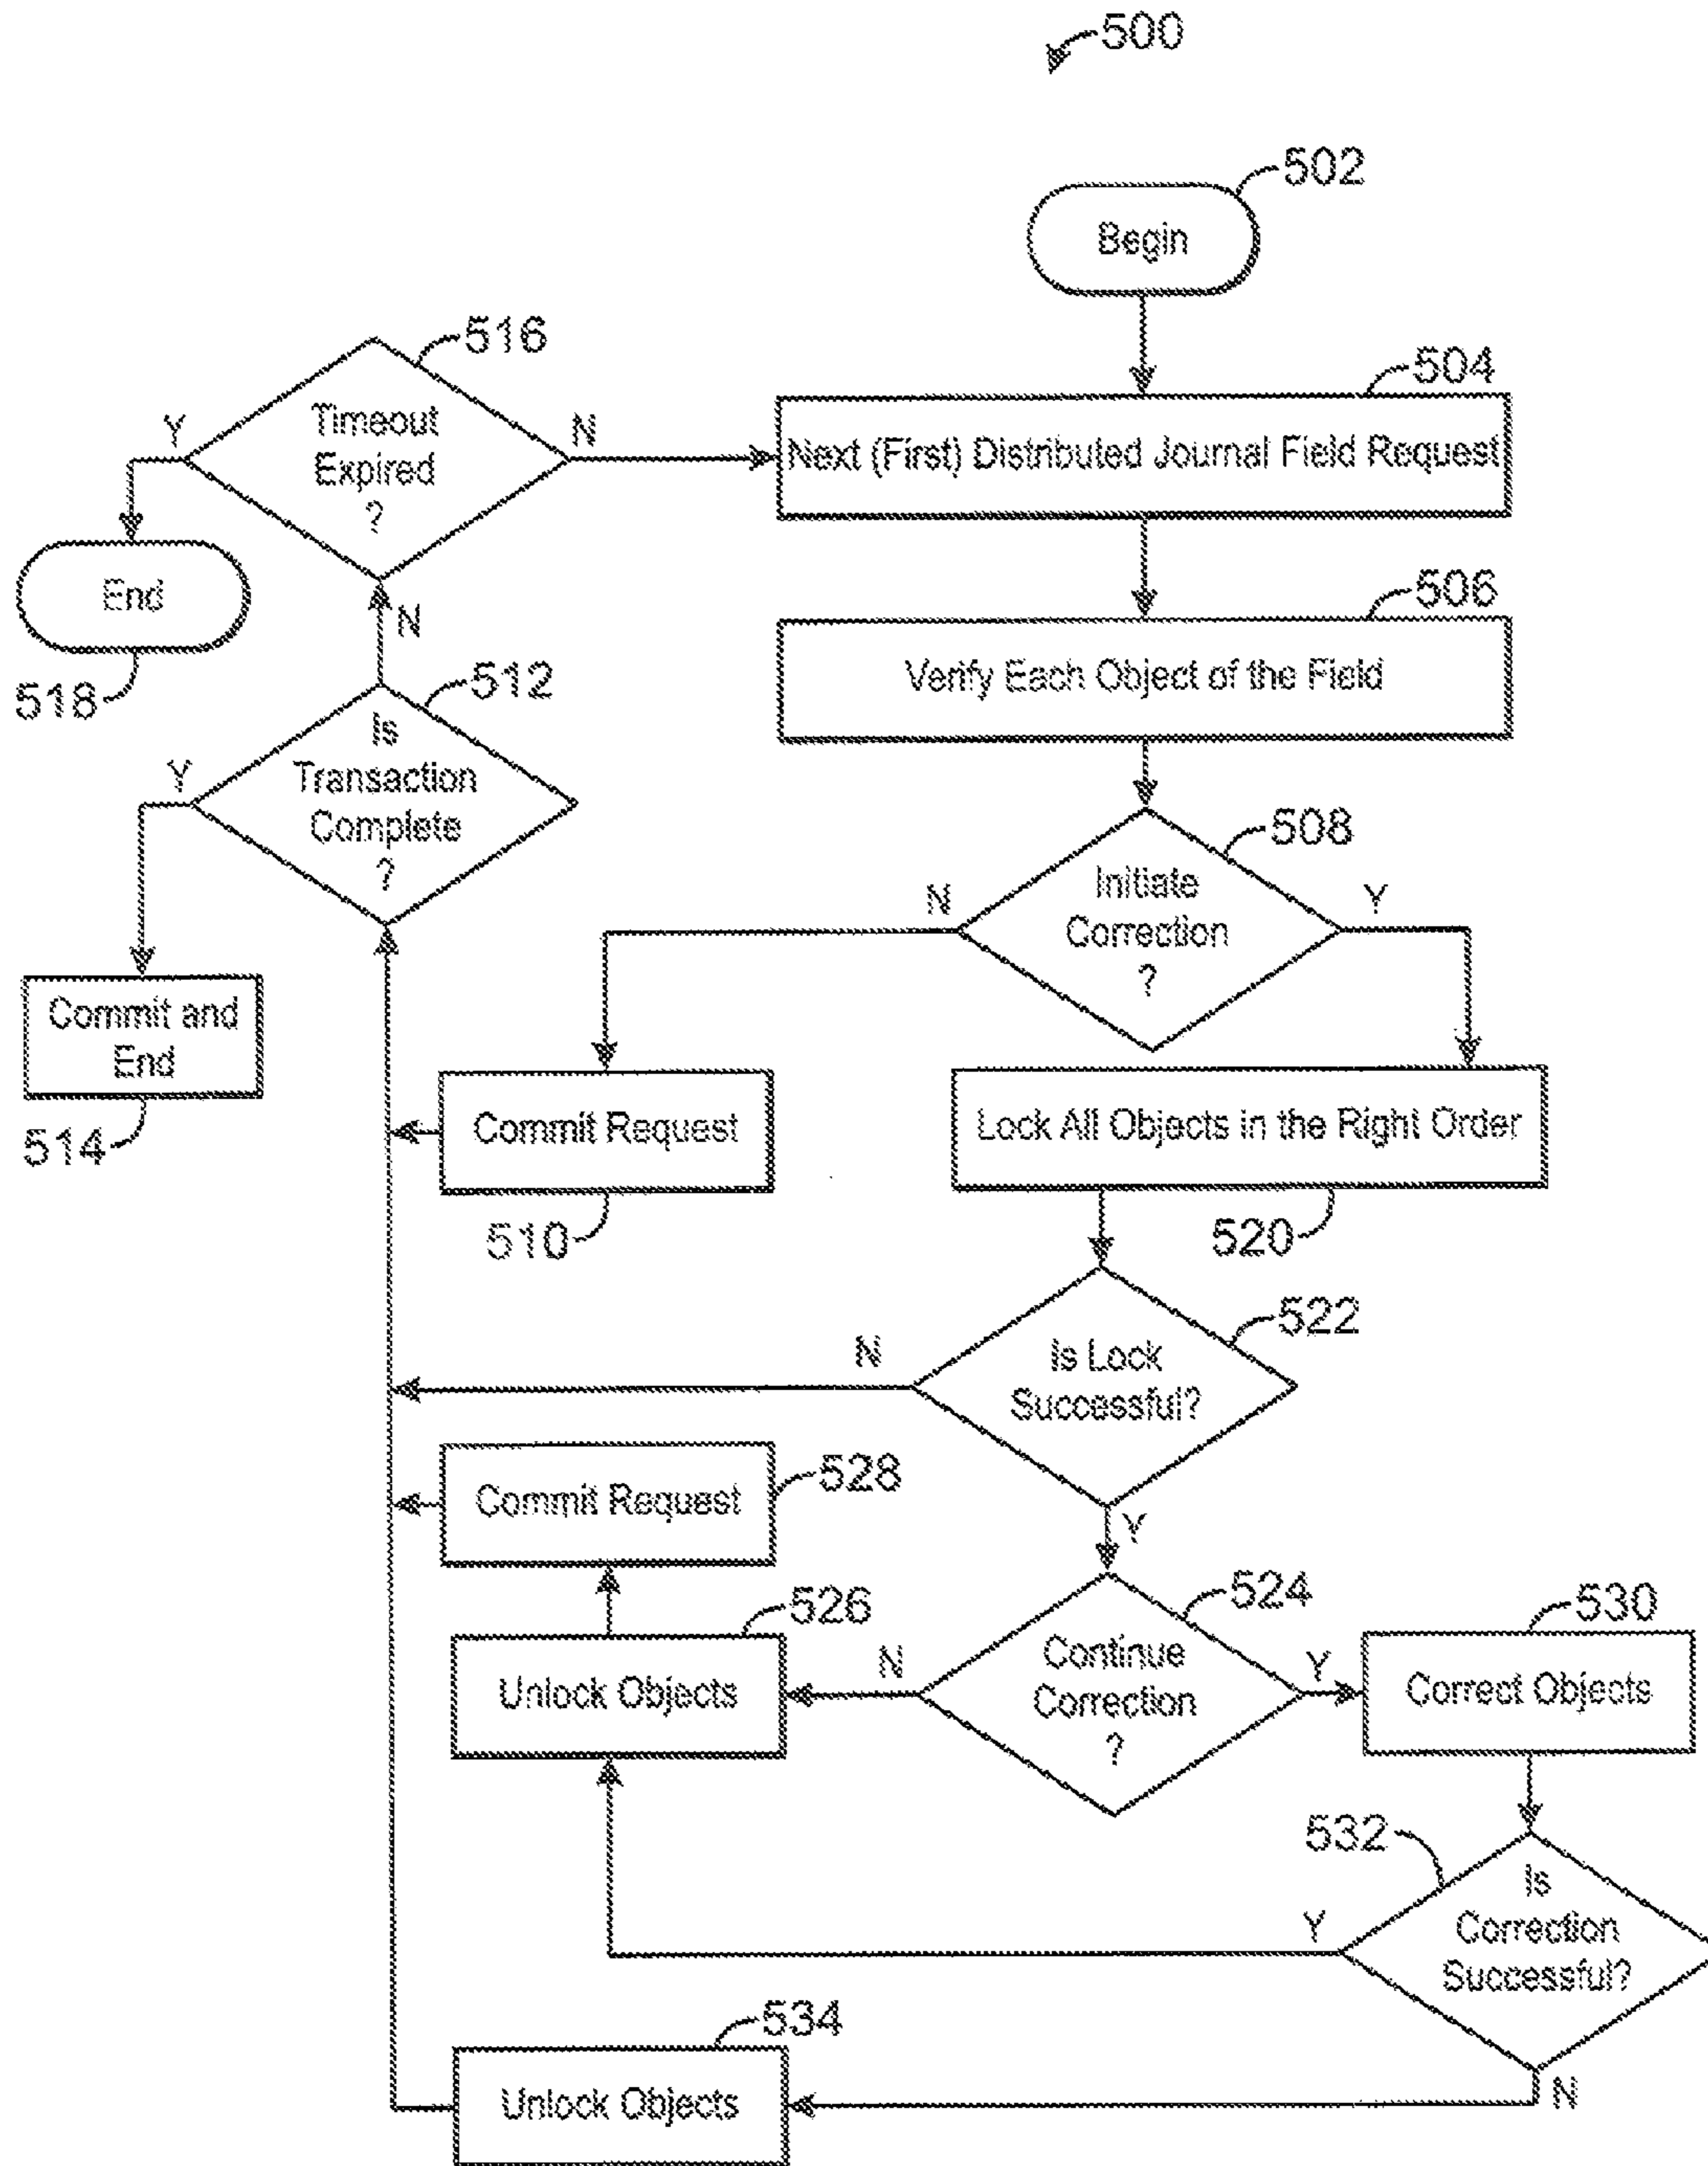 500
502
Begin
516
Timeout
Expired
?
Y
N
504
Next (First) Distributed Journal Field Request
End
518
N
506
Verify Each Object of the Field
512
Is
Transaction
Complete
?
Y
508
Initiate
Correction
?
N
Y
Commit and
End
514
Commit Request
510
Lock All Objects in the Right Order
520
522
Is Lock
Successful?
N
Y
Commit Request
528
524
Continue
Correction
?
N
Y
526
Unlock Objects
530
Correct Objects
532
Is
Correction
Successful?
Y
N
534
Unlock Objects